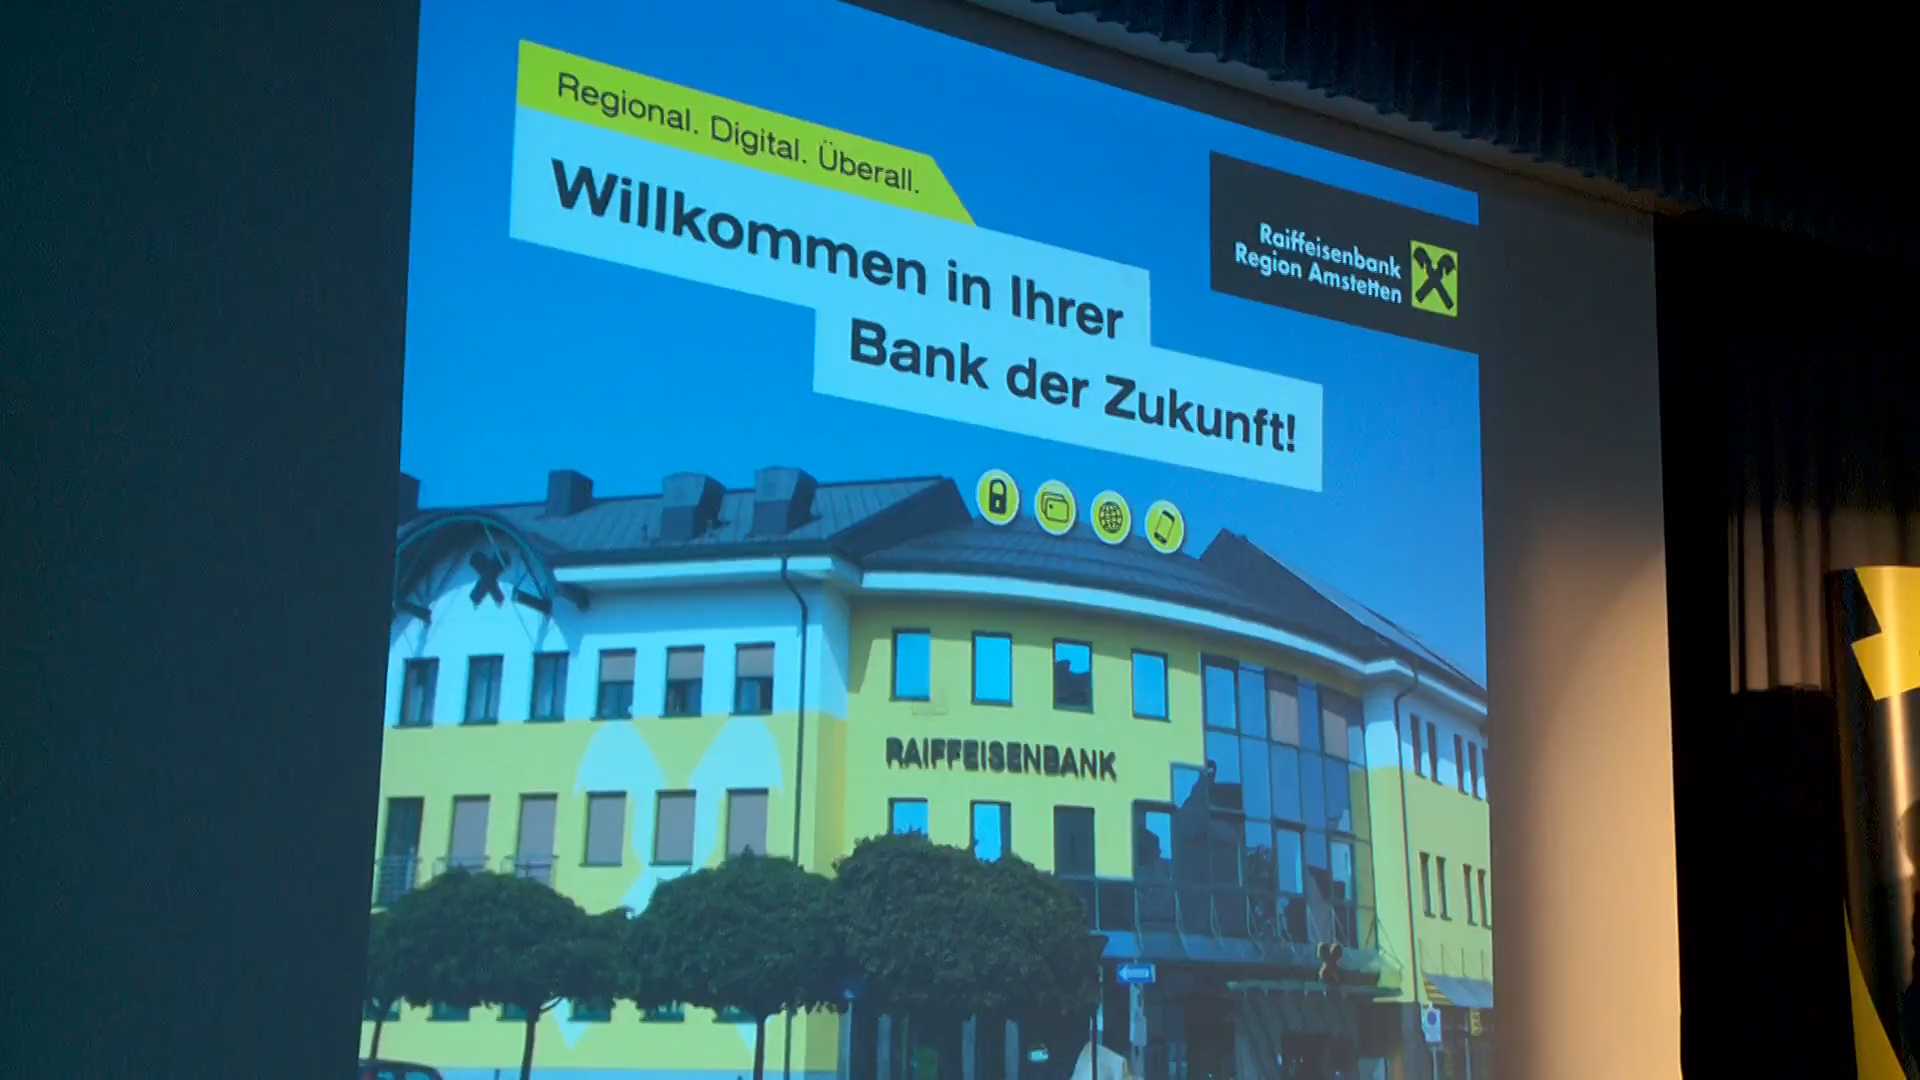 Regional. Digital. Überall.
Willkommen in Ihrer
Bank der Zukunft!
Raiffeisenbank
Region Amstetten
RAIFFEISENBANK